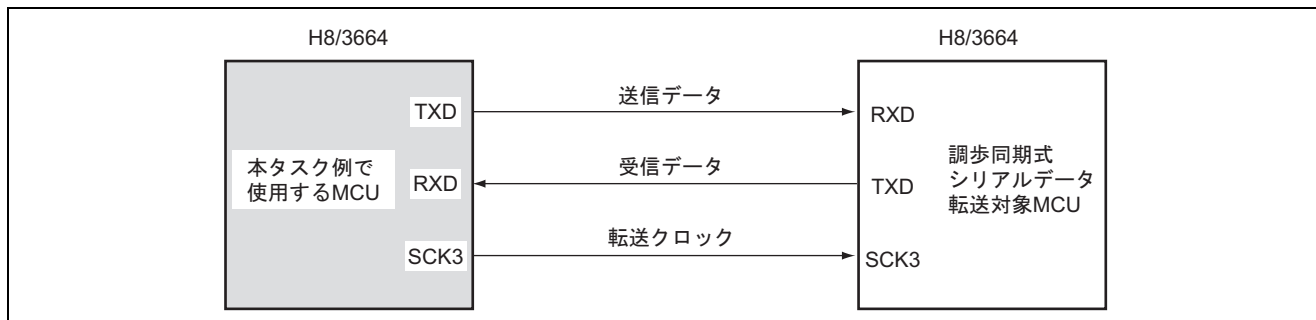 H8/3664
H8/3664
TXD
送信データ
RXD
本タスク例で
使用するMCU
RXD
受信データ
TXD
調歩同期式
シリアルデータ
転送対象MCU
SCK3
転送クロック
SCK3